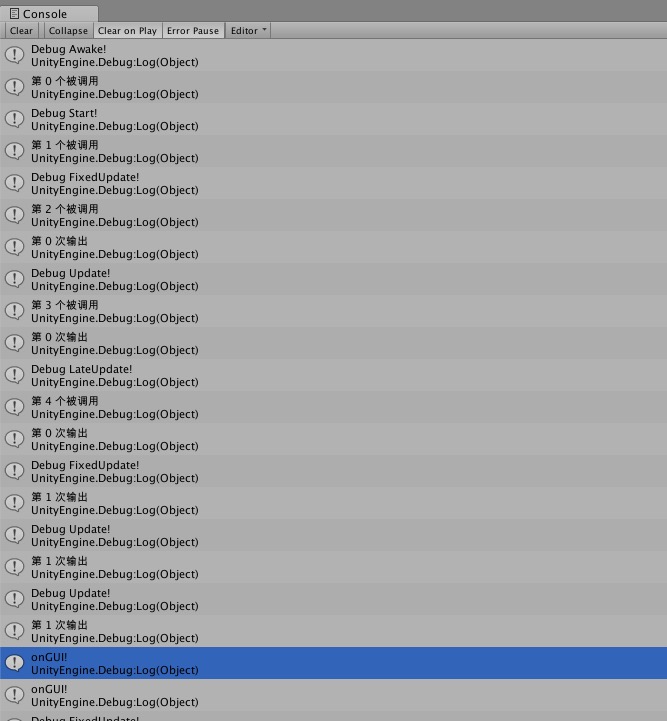 Console
Clear Collapse Clear on Play Error Pause Editor
Debug Awake!
UnityEngine.Debug:Log(Object)
第 0 个被调用
UnityEngine.Debug:Log(Object)
Debug Start!
UnityEngine.Debug:Log(Object)
第 1 个被调用
UnityEngine.Debug:Log(Object)
Debug FixedUpdate!
UnityEngine.Debug:Log(Object)
第 2 个被调用
UnityEngine.Debug:Log(Object)
第 0 次输出
UnityEngine.Debug:Log(Object)
Debug Update!
UnityEngine.Debug:Log(Object)
第 3 个被调用
UnityEngine.Debug:Log(Object)
第 0 次输出
UnityEngine.Debug:Log(Object)
Debug LateUpdate!
UnityEngine.Debug:Log(Object)
第 4 个被调用
UnityEngine.Debug:Log(Object)
第 0 次输出
UnityEngine.Debug:Log(Object)
Debug FixedUpdate!
UnityEngine.Debug:Log(Object)
第 1 次输出
UnityEngine.Debug:Log(Object)
Debug Update!
UnityEngine.Debug:Log(Object)
第 1 次输出
UnityEngine.Debug:Log(Object)
Debug Update!
UnityEngine.Debug:Log(Object)
第 1 次输出
UnityEngine.Debug:Log(Object)
onGUI!
UnityEngine.Debug:Log(Object)
onGUI!
UnityEngine.Debug:Log(Object)
Debug FixedUpdate!